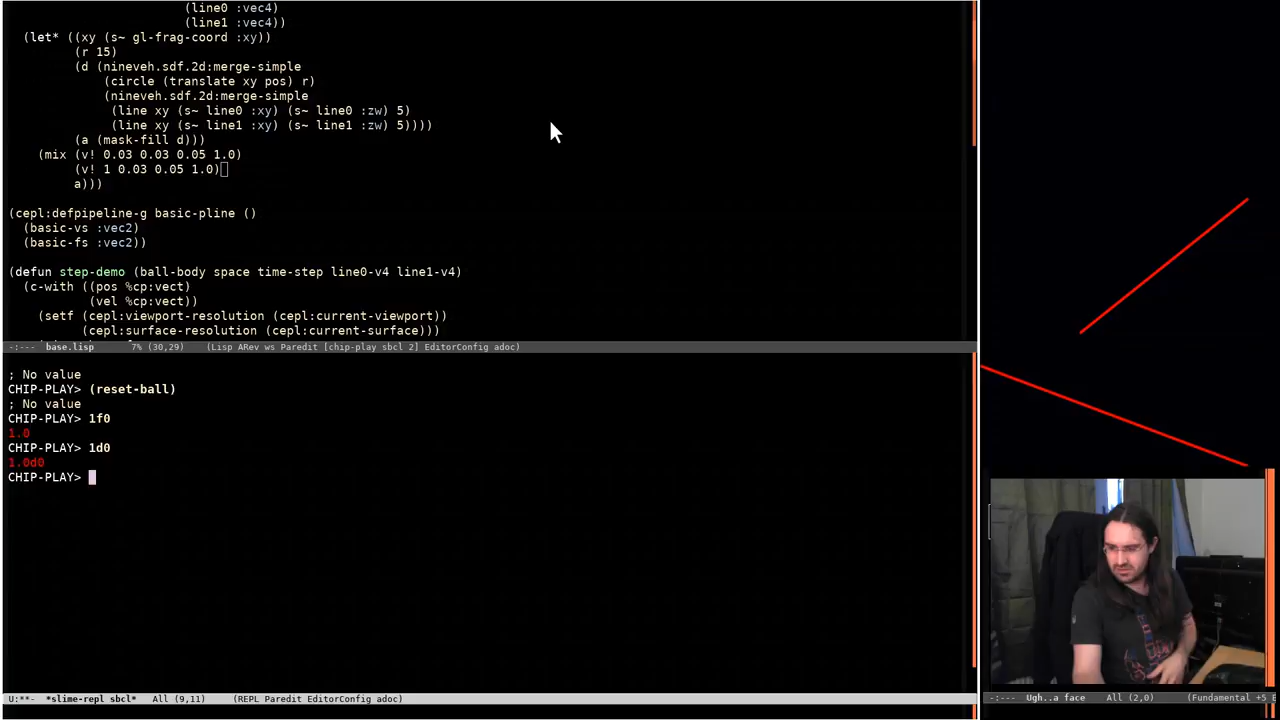 (line0 :vec4)
(line1 :vec4))
(let* ((xy (s~ gl-frag-coord :xy))
(r 15)
(d (nineveh.sdf.2d:merge-simple
(circle (translate xy pos) r)
(nineveh.sdf.2d:merge-simple
(line xy (s~ line0 :xy) (s~ line0 :zw) 5)
(line xy (s~ line1 :xy) (s~ line1 :zw) 5))))
(a (mask-fill d)))
(mix (v! 0.03 0.03 0.05 1.0)
(v! 1 0.03 0.05 1.0)
a)))
(cepl:defpipeline-g basic-pline ()
(basic-vs :vec2)
(basic-fs :vec2))
(defun step-demo (ball-body space time-step line0-v4 line1-v4)
(c-with ((pos %cp:vect)
(vel %cp:vect))
(setf (cepl:viewport-resolution (cepl:current-viewport))
(cepl:surface-resolution (cepl:current-surface)))
-:--- base.lisp 7% (30,29) (Lisp ARev ws Paredit [chip-play sbcl 2] EditorConfig adoc)
; No value
CHIP-PLAY> (reset-ball)
; No value
CHIP-PLAY> 1f0
1.0
CHIP-PLAY> 1d0
1.0d0
CHIP-PLAY>
U:**- *slime-repl sbcl* All (9,11) (REPL Paredit EditorConfig adoc)
-:--- Ugh..a face All (2,0) (Fundamental +5 E